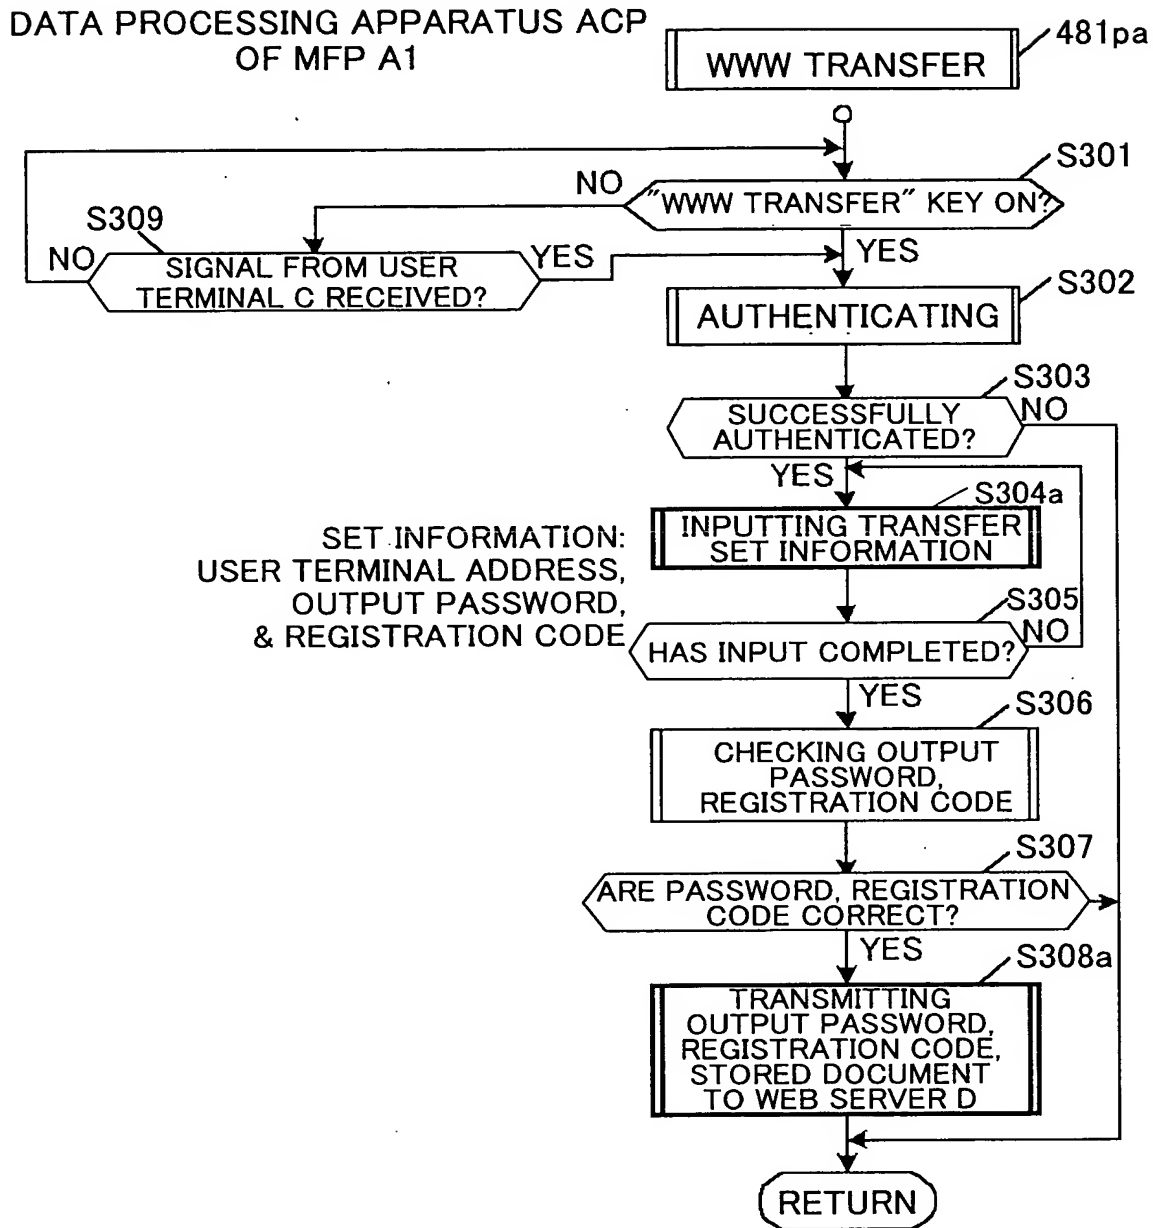 DATA PROCESSING APPARATUS ACP
OF MFP A1
481pa
WWW TRANSFER
S301
NO
"WWW TRANSFER" KEY ON?
S309
NO
SIGNAL FROM USER
TERMINAL C RECEIVED?
YES
YES
S302
AUTHENTICATING
S303
SUCCESSFULLY
AUTHENTICATED?
NO
YES
S304a
INPUTTING TRANSFER
SET INFORMATION
SET INFORMATION:
USER TERMINAL ADDRESS,
OUTPUT PASSWORD,
& REGISTRATION CODE
S305
HAS INPUT COMPLETED?
NO
YES
S306
CHECKING OUTPUT
PASSWORD,
REGISTRATION CODE
S307
ARE PASSWORD, REGISTRATION
CODE CORRECT?
YES
S308a
TRANSMITTING
OUTPUT PASSWORD,
REGISTRATION CODE,
STORED DOCUMENT
TO WEB SERVER D
RETURN